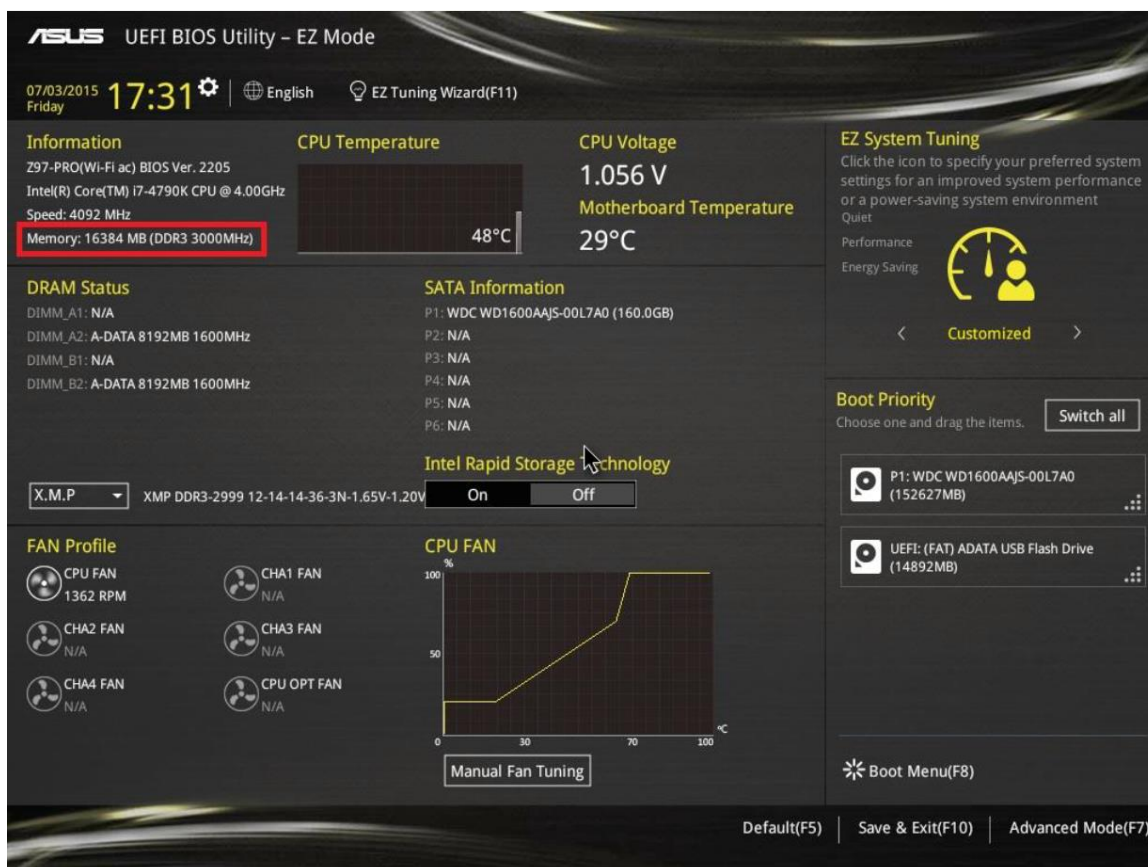 ASUS UEFI BIOS Utility – EZ Mode
07/03/2015
Friday
17:31
English
EZ Tuning Wizard(F11)
Information
Z97-PRO(Wi-Fi ac) BIOS Ver. 2205
Intel(R) Core(TM) i7-4790K CPU @ 4.00GHz
Speed: 4092 MHz
Memory: 16384 MB (DDR3 3000MHz)
CPU Temperature
48°C
CPU Voltage
1.056 V
Motherboard Temperature
29°C
EZ System Tuning
Click the icon to specify your preferred system
settings for an improved system performance
or a power-saving system environment
Quiet
Performance
Energy Saving
Customized
DRAM Status
DIMM_A1: N/A
DIMM_A2: A-DATA 8192MB 1600MHz
DIMM_B1: N/A
DIMM_B2: A-DATA 8192MB 1600MHz
X.M.P
XMP DDR3-2999 12-14-14-36-3N-1.65V-1.20V
SATA Information
P1: WDC WD1600AAJS-00L7A0 (160.0GB)
P2: N/A
P3: N/A
P4: N/A
P5: N/A
P6: N/A
Intel Rapid Storage Technology
On Off
Boot Priority
Choose one and drag the items.
Switch all
P1: WDC WD1600AAJS-00L7A0
(152627MB)
UEFI: (FAT) ADATA USB Flash Drive
(14892MB)
FAN Profile
CPU FAN
1362 RPM
CHA1 FAN
N/A
CHA2 FAN
N/A
CHA3 FAN
N/A
CHA4 FAN
N/A
CPU OPT FAN
N/A
CPU FAN
%
100
50
0 30 70 100
°C
Manual Fan Tuning
Boot Menu(F8)
Default(F5)
Save & Exit(F10)
Advanced Mode(F7)